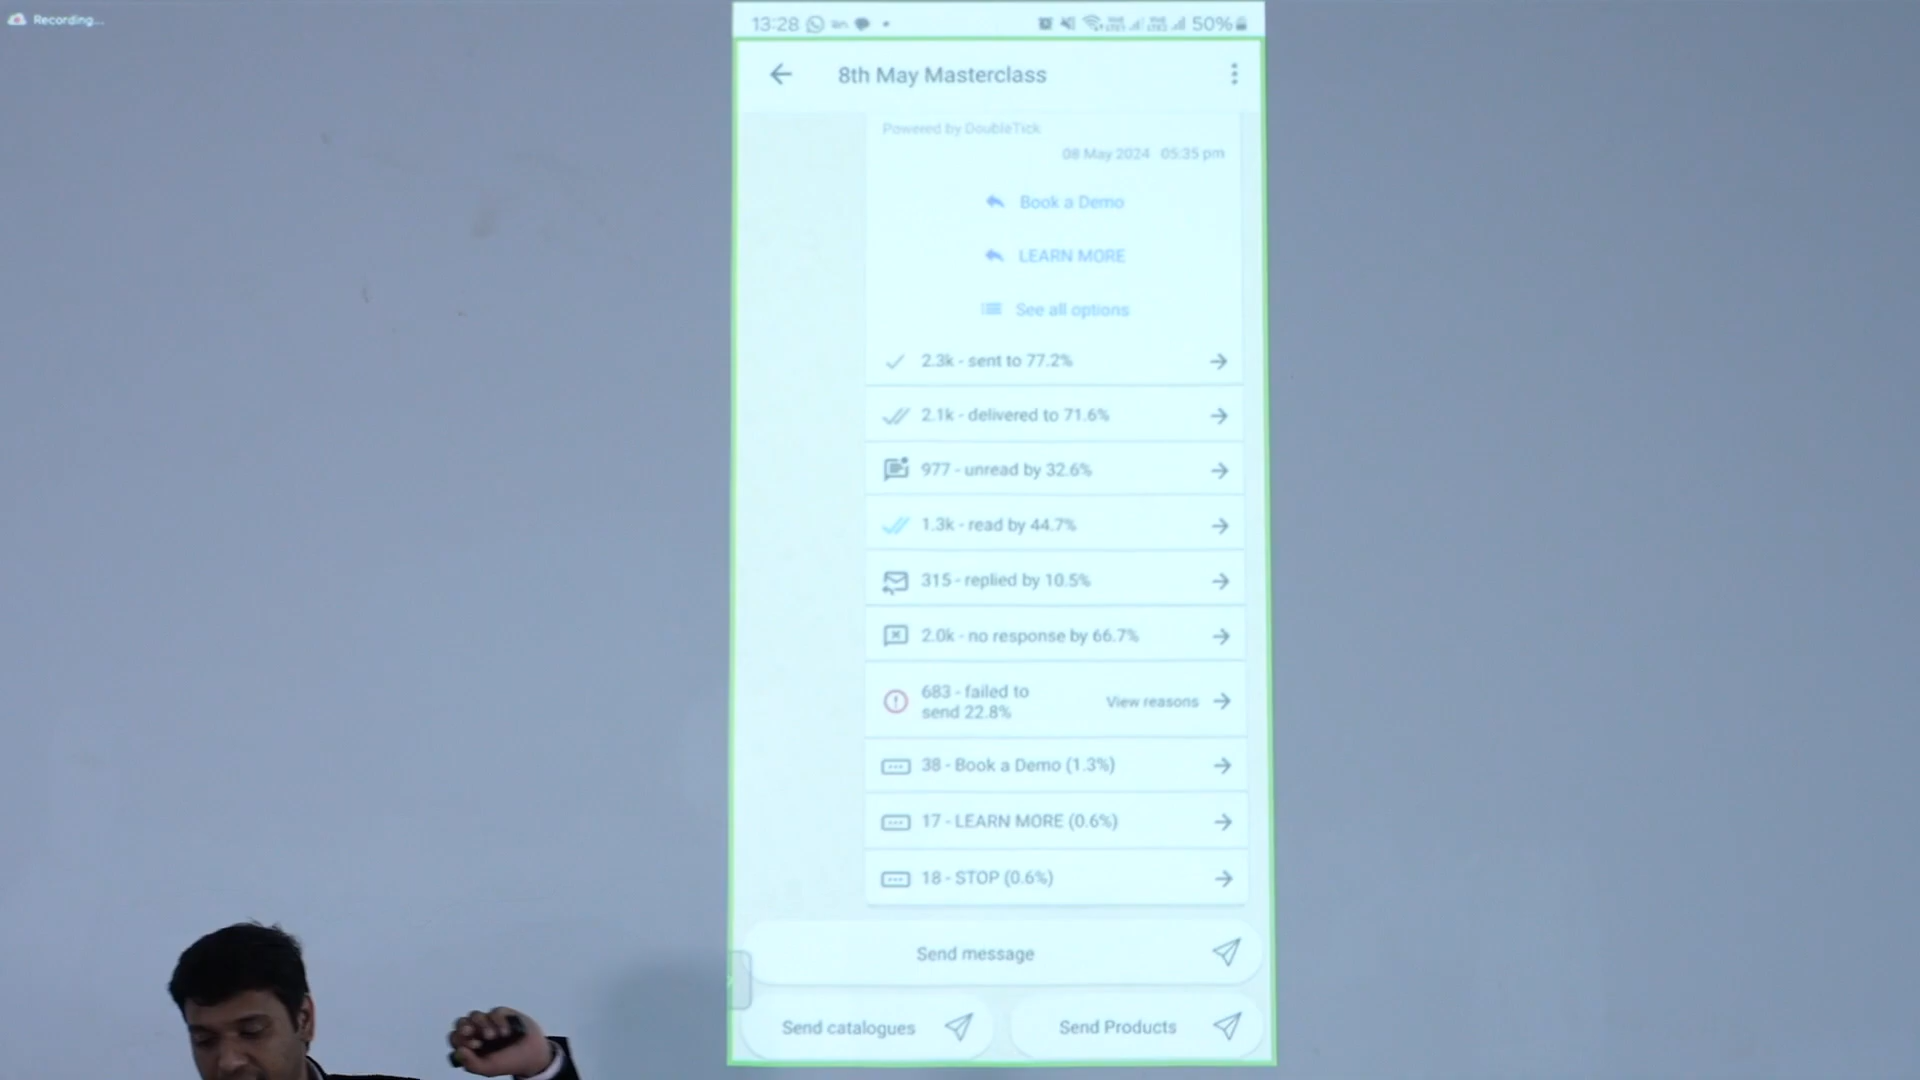 Recording...
13:28 50%
8th May Masterclass
Powered by DoubleTick
08 May 2024 05:35 pm
Book a Demo
LEARN MORE
See all options
2.3k - sent to 77.2%
2.1k - delivered to 71.6%
977 - unread by 32.6%
1.3k - read by 44.7%
315 - replied by 10.5%
2.0k - no response by 66.7%
683 - failed to
send 22.8%
View reasons
38 - Book a Demo (1.3%)
17 - LEARN MORE (0.6%)
18 - STOP (0.6%)
Send message
Send catalogues
Send Products